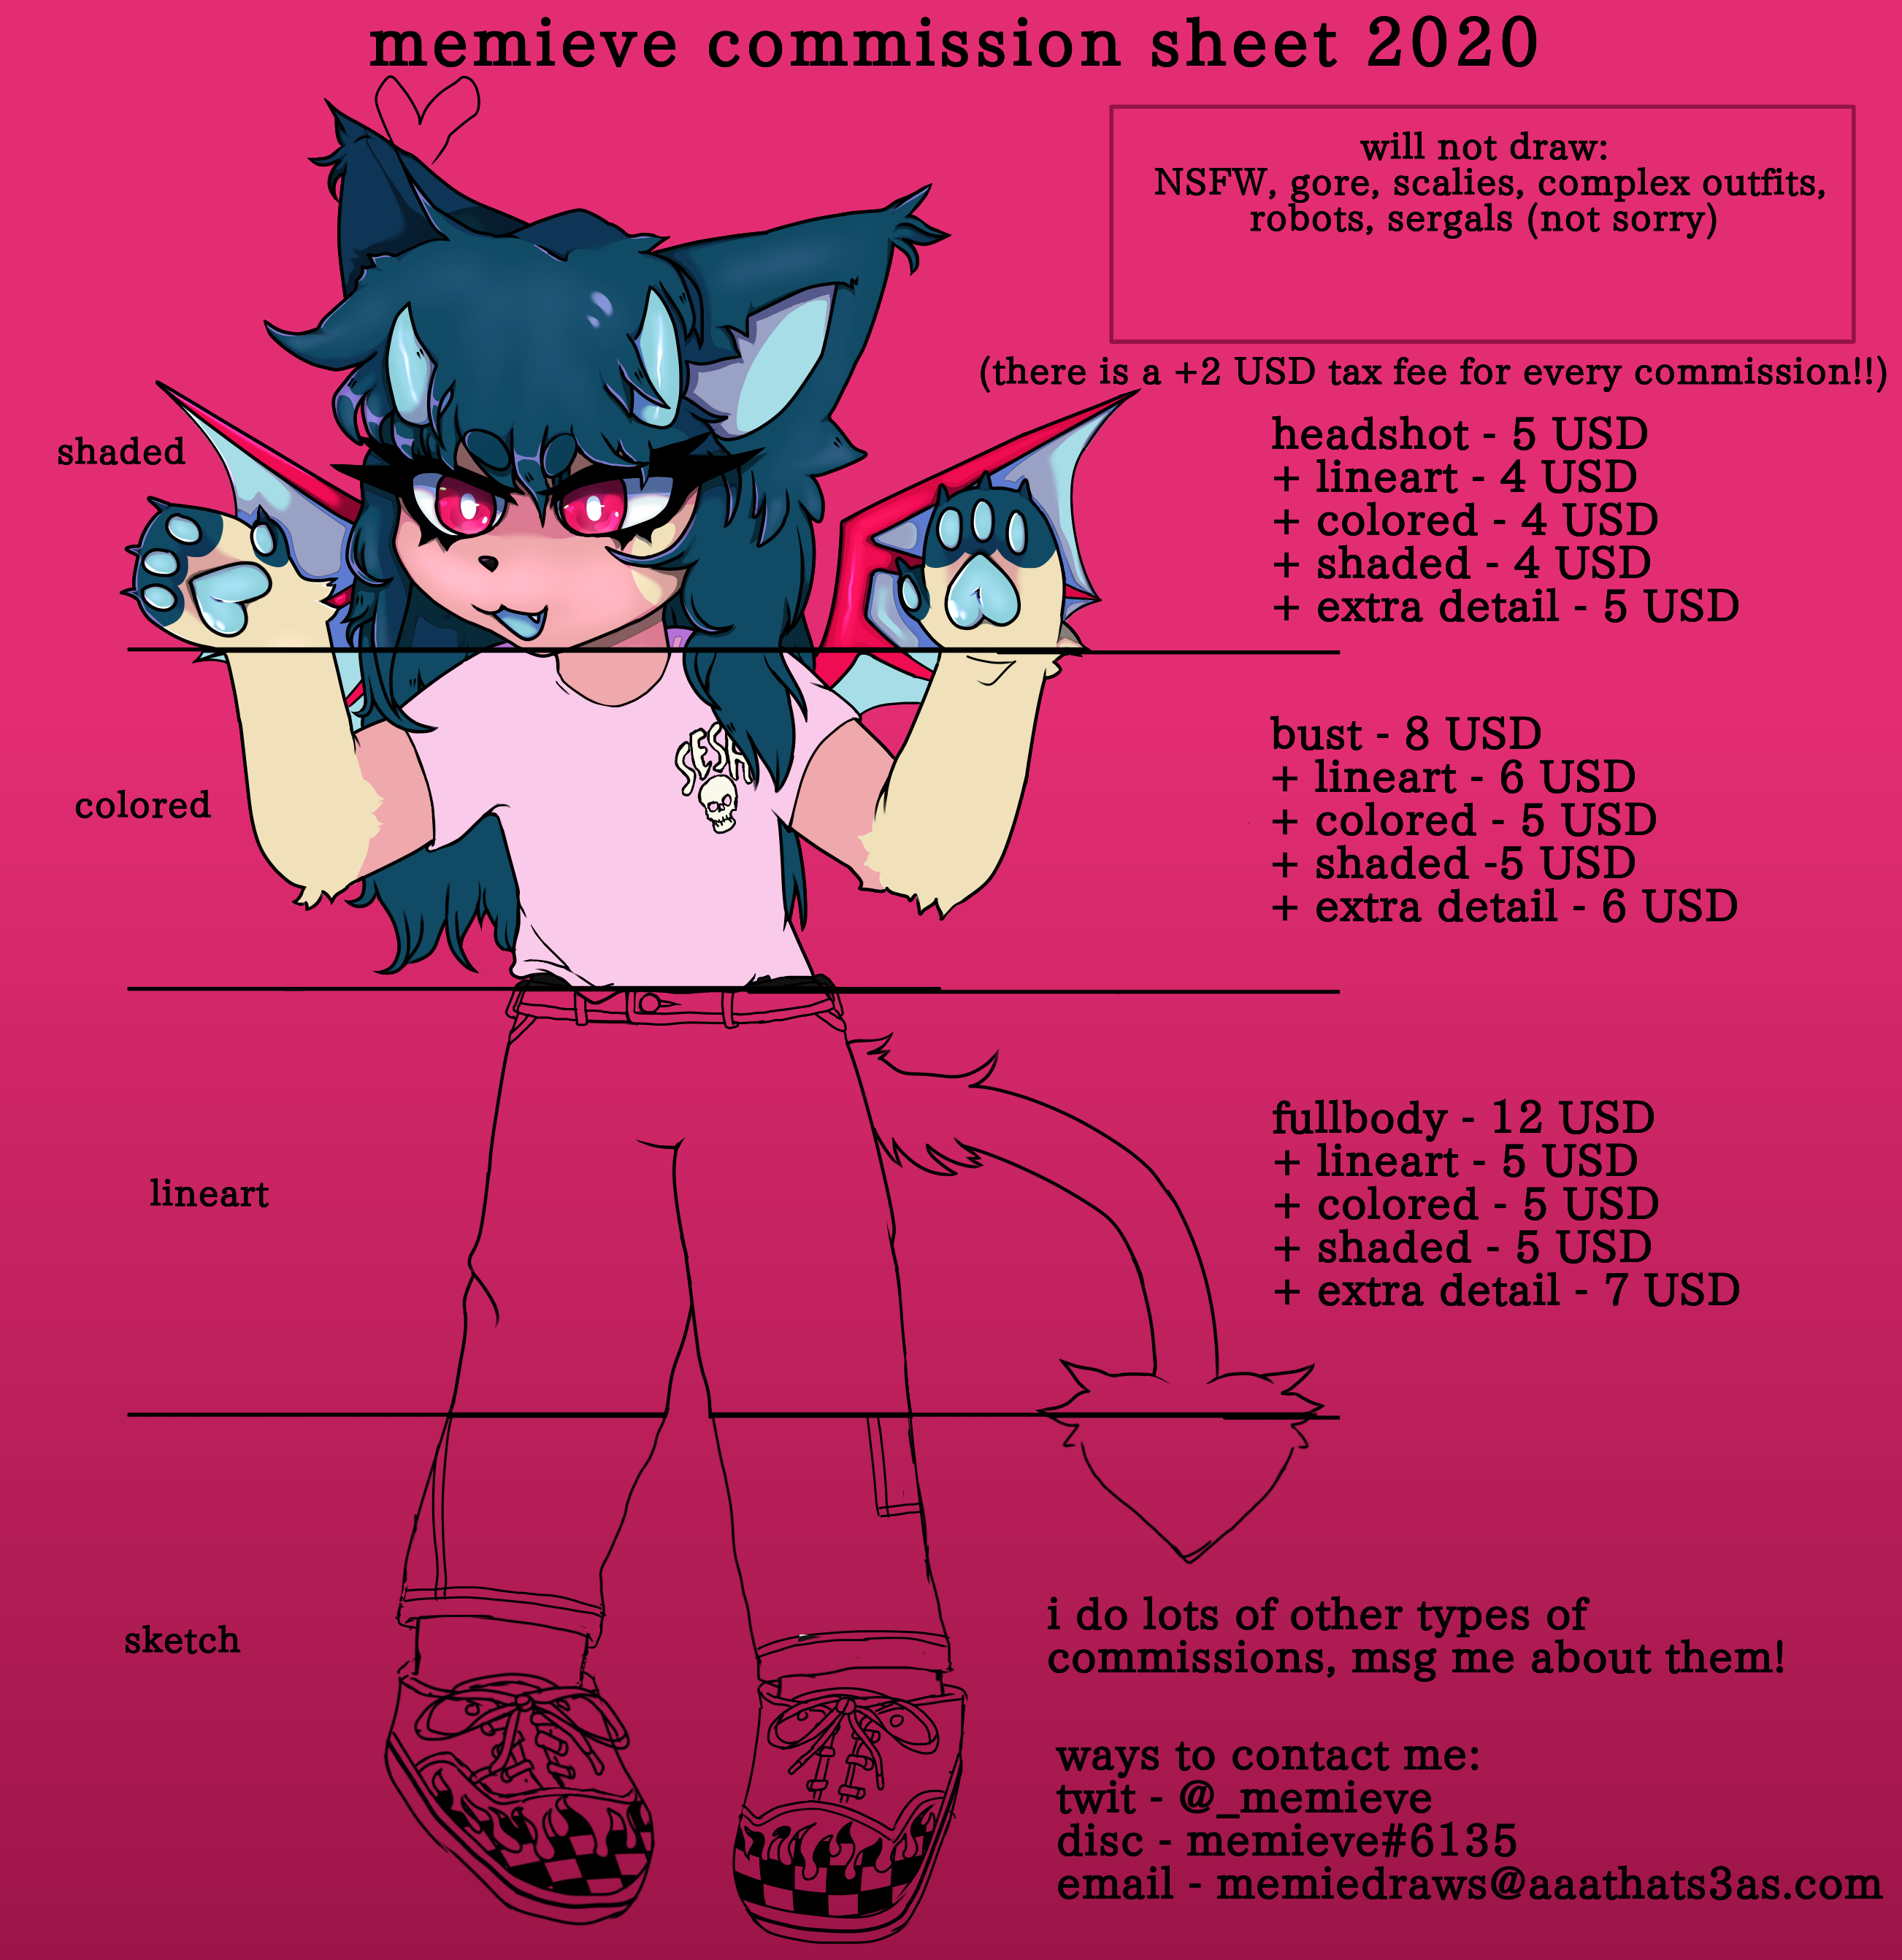 memieve commission sheet 2020
will not draw:
NSFW, gore, scalies, complex outfits,
robots, sergals (not sorry)
(there is a +2 USD tax fee for every commission!!)
shaded
headshot - 5 USD
+ lineart - 4 USD
+ colored - 4 USD
+ shaded - 4 USD
+ extra detail - 5 USD
colored
bust - 8 USD
+ lineart - 6 USD
+ colored - 5 USD
+ shaded -5 USD
+ extra detail - 6 USD
lineart
fullbody - 12 USD
+ lineart - 5 USD
+ colored - 5 USD
+ shaded - 5 USD
+ extra detail - 7 USD
sketch
i do lots of other types of
commissions, msg me about them!
ways to contact me:
twit - @_memieve
disc - memieve#6135
email - memiedraws@aaathats3as.com